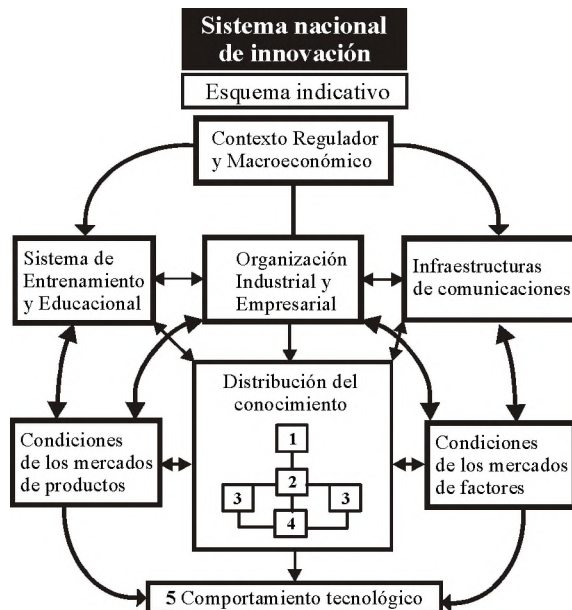 Sistema nacional
de innovación
Esquema indicativo
Contexto Regulador
y Macroeconómico
Sistema de
Entrenamiento
y Educacional
Organización
Industrial y
Empresarial
Infraestructuras
de comunicaciones
Distribución del
conocimiento
1
2
3
3
4
Condiciones
de los mercados
de productos
Condiciones
de los mercados
de factores
5 Comportamiento tecnológico